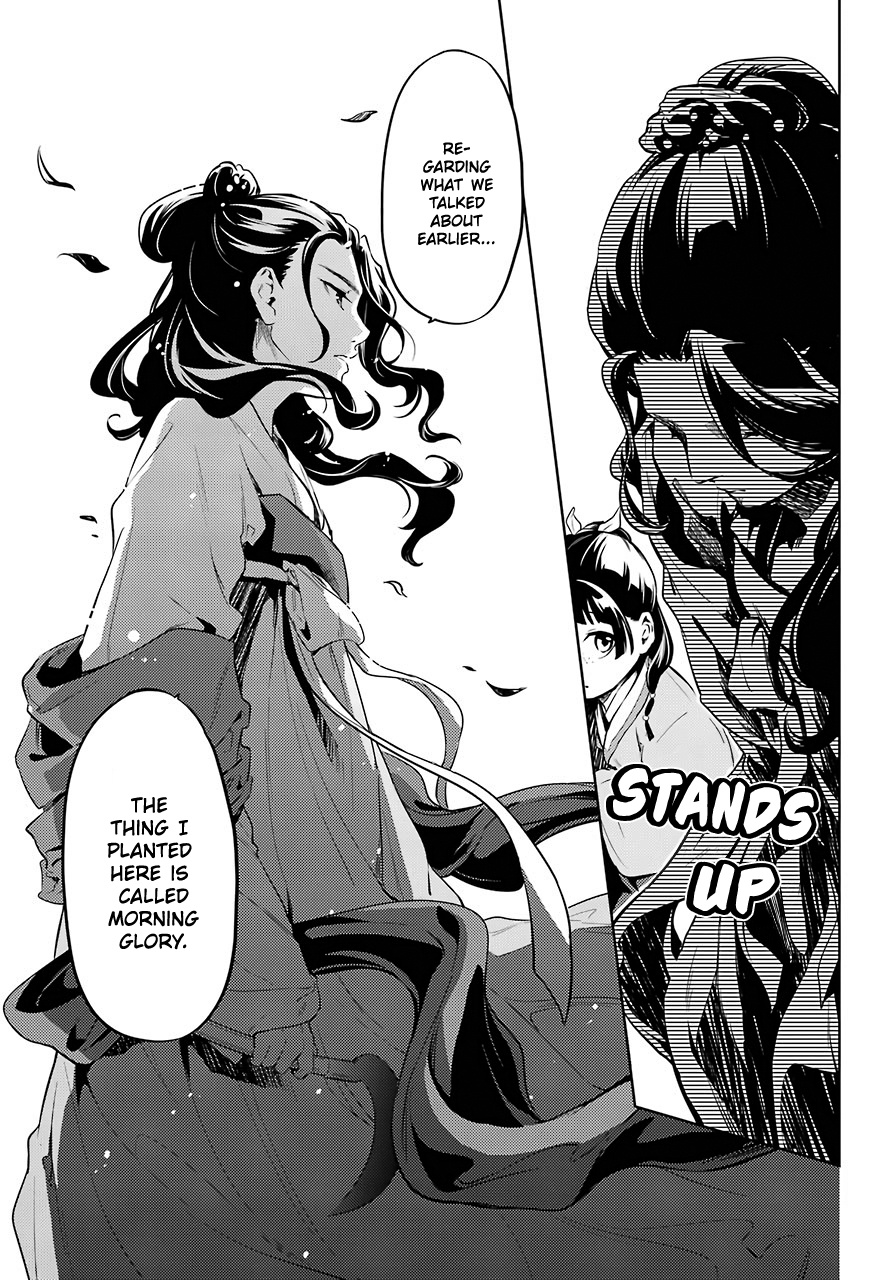 STANDS
UP
RE-
GARDING
WHAT WE
TALKED
ABOUT
EARLIER...
THE
THING I
PLANTED
HERE IS
CALLED
MORNING
GLORY.